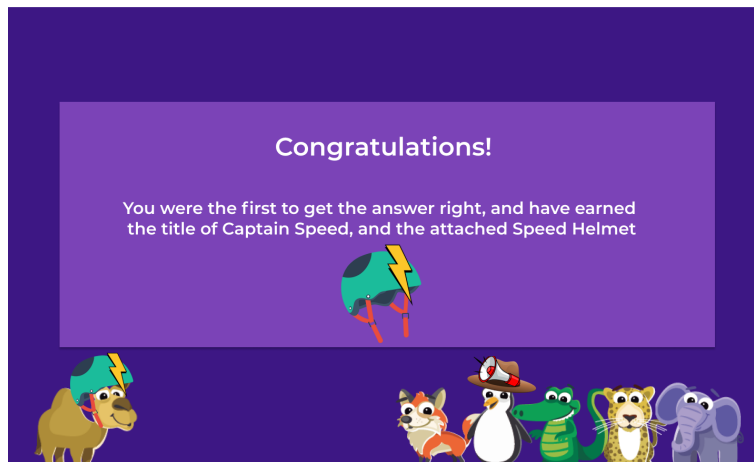 Congratulations!
You were the first to get the answer right, and have earned
the title of Captain Speed, and the attached Speed Helmet